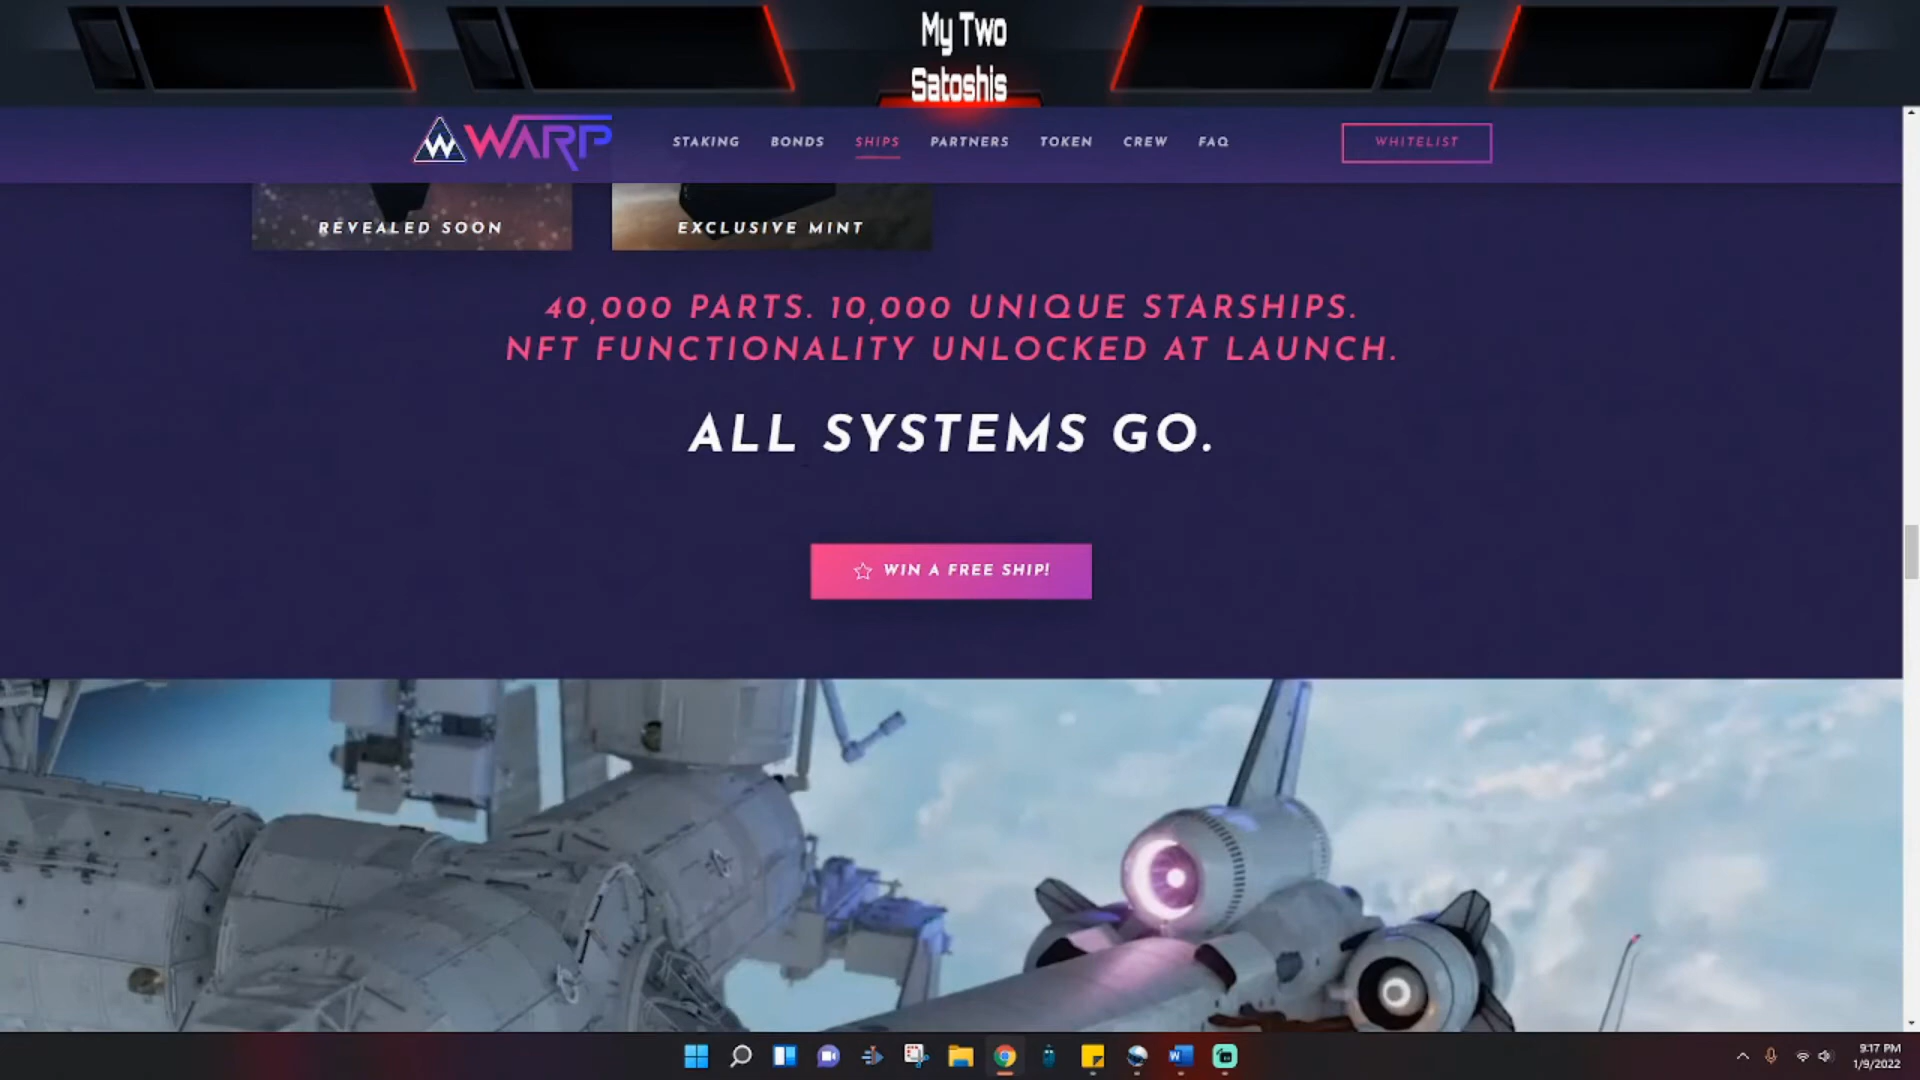 My Two
Satoshis
W WARP
STAKING BONDS SHIPS PARTNERS TOKEN CREW FAQ WHITELIST
REVEALED SOON EXCLUSIVE MINT
40,000 PARTS. 10,000 UNIQUE STARSHIPS.
NFT FUNCTIONALITY UNLOCKED AT LAUNCH.
ALL SYSTEMS GO.
WIN A FREE SHIP!
9:17 PM
1/9/2022